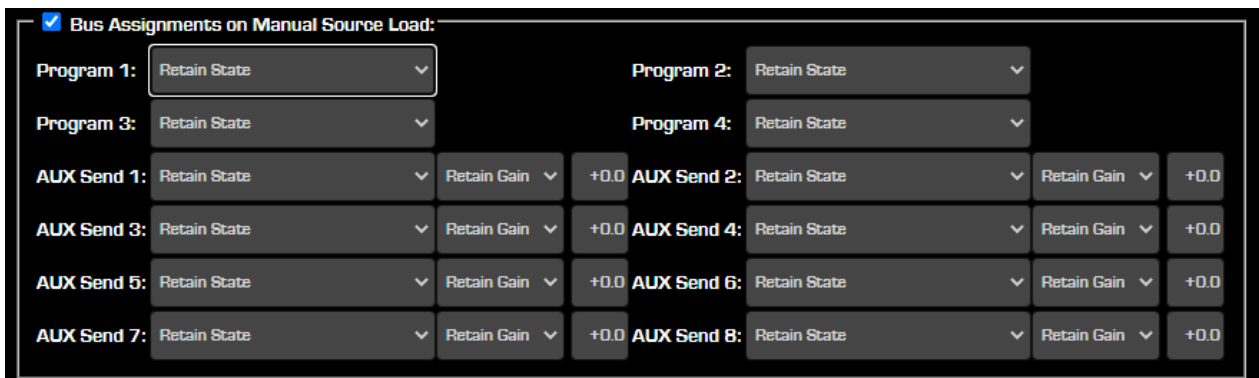 Bus Assignments on Manual Source Load:
Program 1: Retain State Program 2: Retain State
Program 3: Retain State Program 4: Retain State
AUX Send 1: Retain State Retain Gain +0.0 AUX Send 2: Retain State Retain Gain +0.0
AUX Send 3: Retain State Retain Gain +0.0 AUX Send 4: Retain State Retain Gain +0.0
AUX Send 5: Retain State Retain Gain +0.0 AUX Send 6: Retain State Retain Gain +0.0
AUX Send 7: Retain State Retain Gain +0.0 AUX Send 8: Retain State Retain Gain +0.0